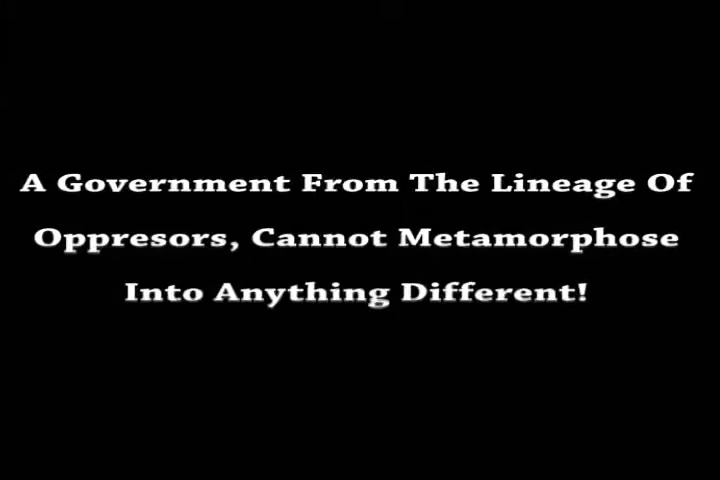 A Government From The Lineage Of
Oppresors, Cannot Metamorphose
Into Anything Different!